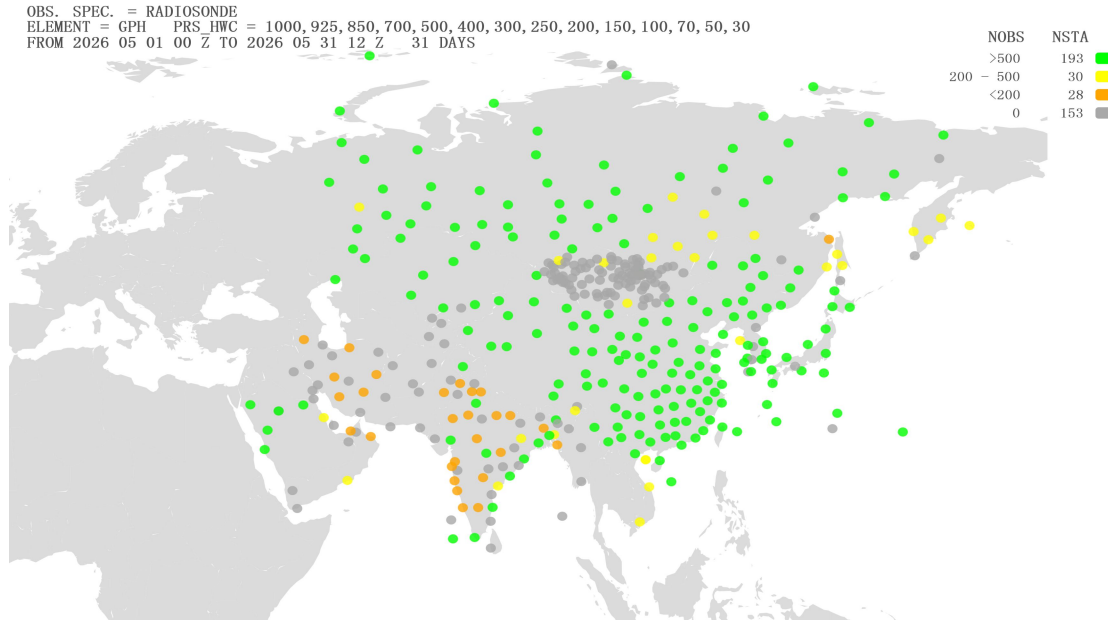 OBS. SPEC. = RADIOSONDE
ELEMENT = GPH PRS_HWC = 1000,925,850,700,500,400,300,250,200,150,100,70,50,30
FROM 2026 05 01 00 Z TO 2026 05 31 12 Z 31 DAYS
NOBS NSTA
>500 193
200 - 500 30
<200 28
0 153